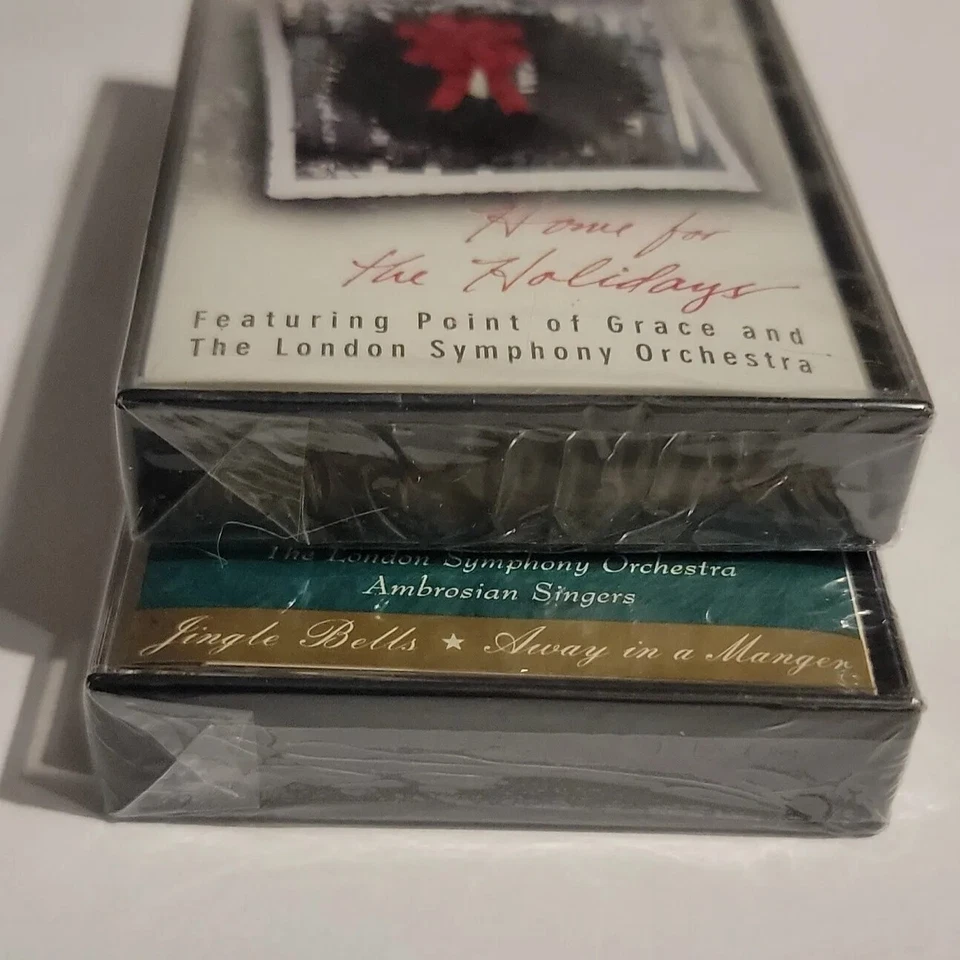 Home for
the Holidays
Featuring Point of Grace and
The London Symphony Orchestra
The London Symphony Orchestra
Ambrosian Singers
Jingle Bells ★ Away in a Manger